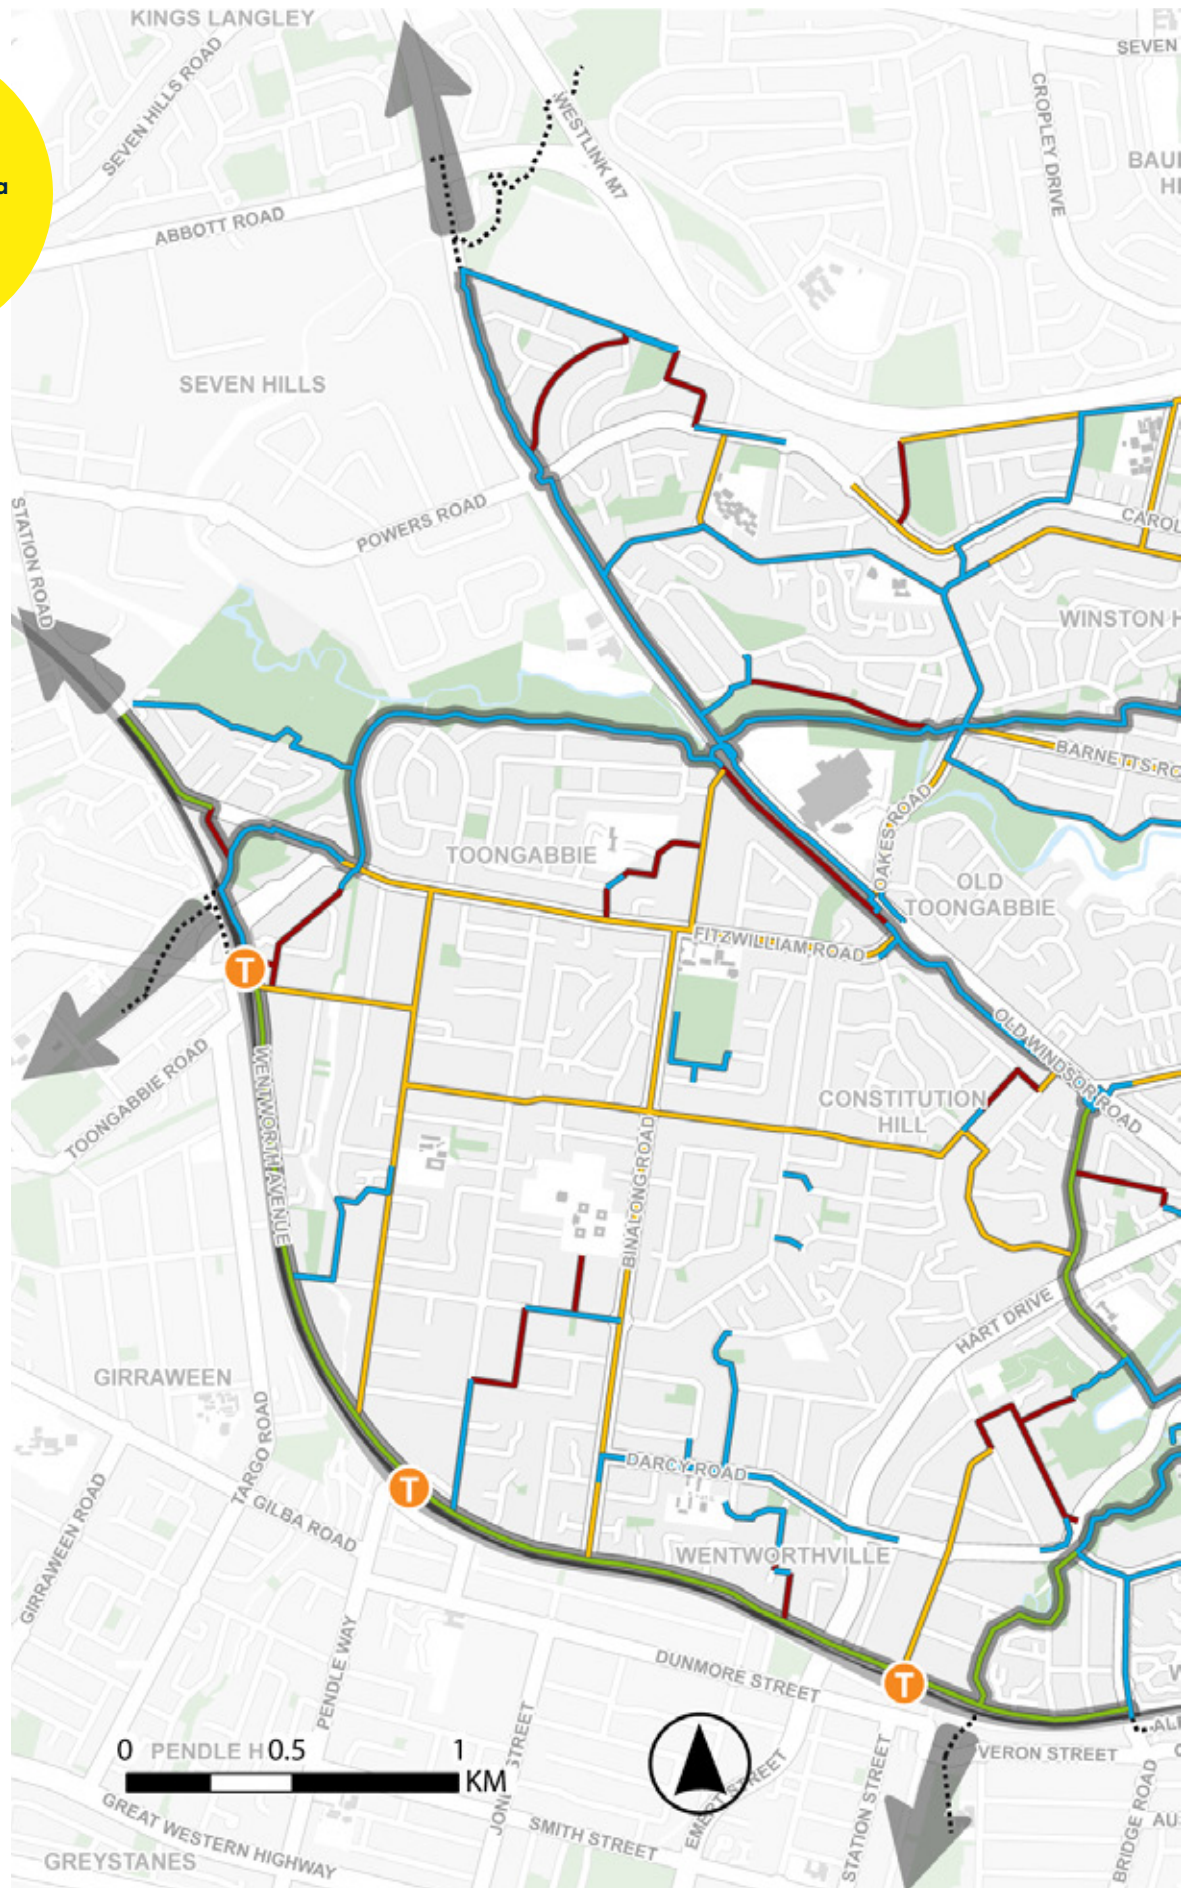 KINGS LANGLEY
SEVEN
SEVEN HILLS ROAD
WESTLINK M7
CROPLEY DRIVE
a
ABBOTT ROAD
SEVEN HILLS
POWERS ROAD
STATION ROAD
CAROL
WINSTON H
BARNETTS RO
OAKES ROAD
TOONGABBIE
OLD
TOONGABBIE
FITZWILLIAM ROAD
T
WENTWORTH AVENUE
TOONGABBIE ROAD
OLD WINDSOR ROAD
CONSTITUTION
HILL
BINALONG ROAD
HART DRIVE
GIRRAWEEN
TARGO ROAD
GILBA ROAD
GIRRAWEEN ROAD
T
DARCY ROAD
WENTWORTHVILLE
PENDLE WAY
DUNMORE STREET
T
W
VERON STREET
0 PENDLE H 0.5 1
KM
STREET
STATION STREET
BRIDGE ROAD
AU
GREAT WESTERN HIGHWAY
SMITH STREET
GREYSTANES